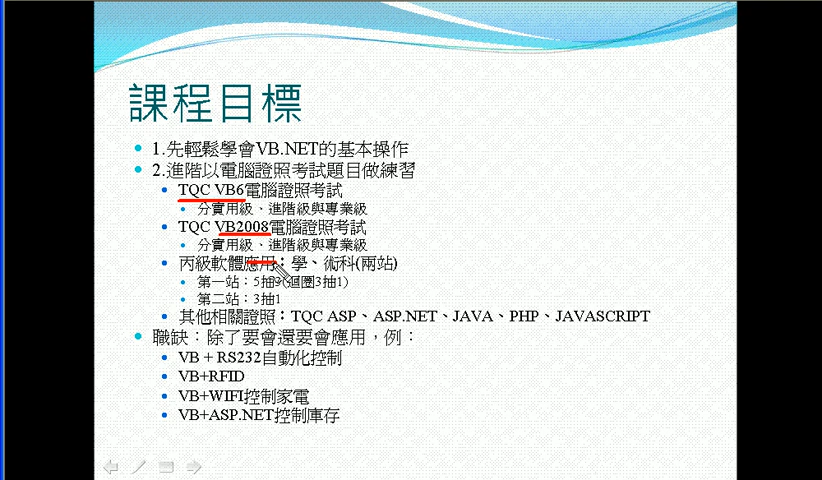 課程目標
1.先輕鬆學會VB.NET的基本操作
2.進階以電腦證照考試題目做練習
TQC VB6電腦證照考試
分實用級、進階級與專業級
TQC VB2008電腦證照考試
分實用級、進階級與專業級
丙級軟體應用：學、術科(兩站)
第一站：5抽 圈3抽1）
第二站：3抽1
其他相關證照：TQC ASP、ASP.NET、JAVA、PHP、JAVASCRIPT
職缺：除了要會還要會應用，例：
VB + RS232自動化控制
VB+RFID
VB+WIFI控制家電
VB+ASP.NET控制庫存